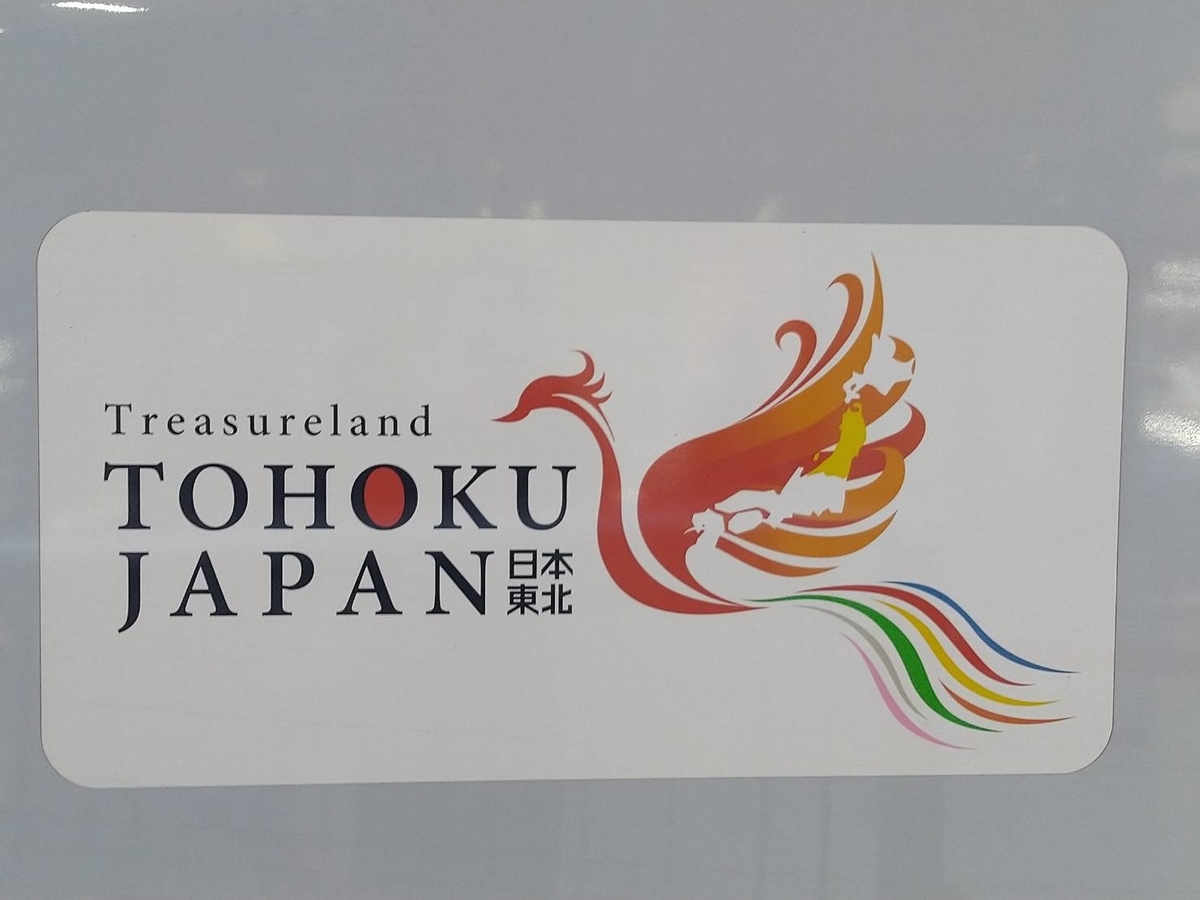 Treasureland
TOHOKU
JAPAN 日本
東北